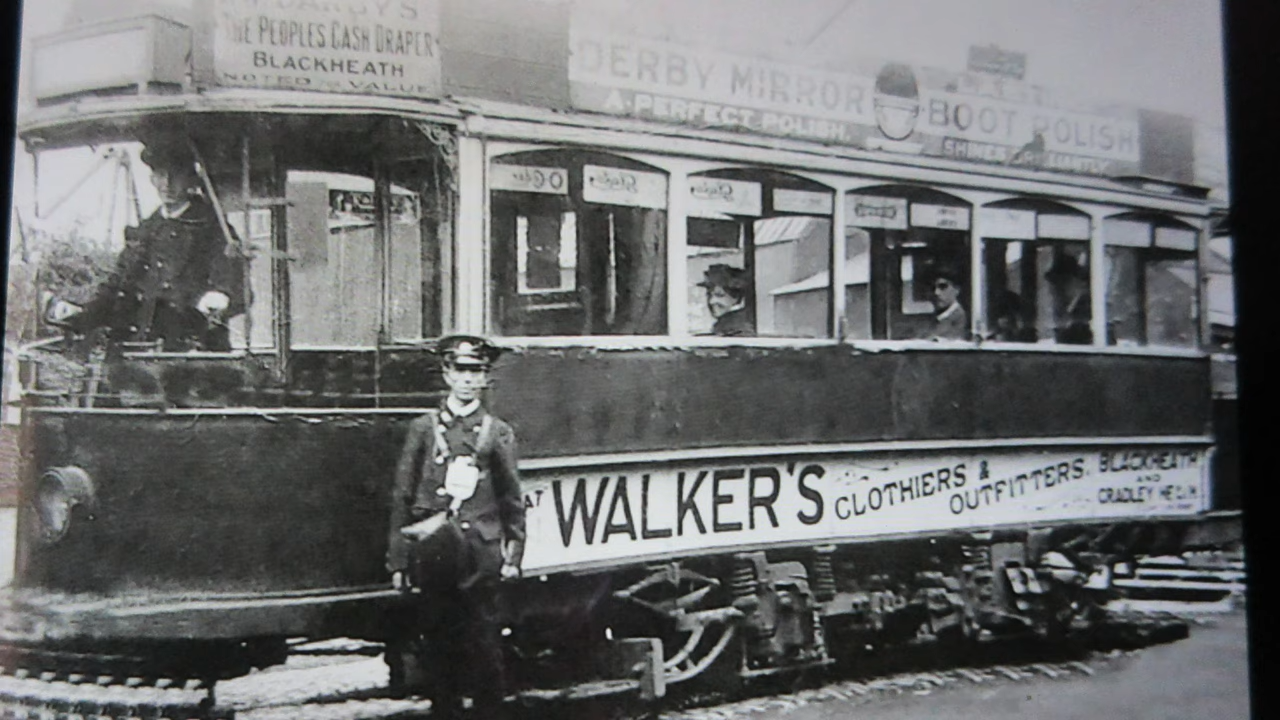 DARBY'S
THE PEOPLES CASH DRAPER
BLACKHEATH
NOTED FOR VALUE
DERBY MIRROR
A PERFECT POLISH.
BOOT POLISH
AT WALKER'S CLOTHIERS &
OUTFITTERS.
BLACKHEATH
AND
CRADLEY HEATH